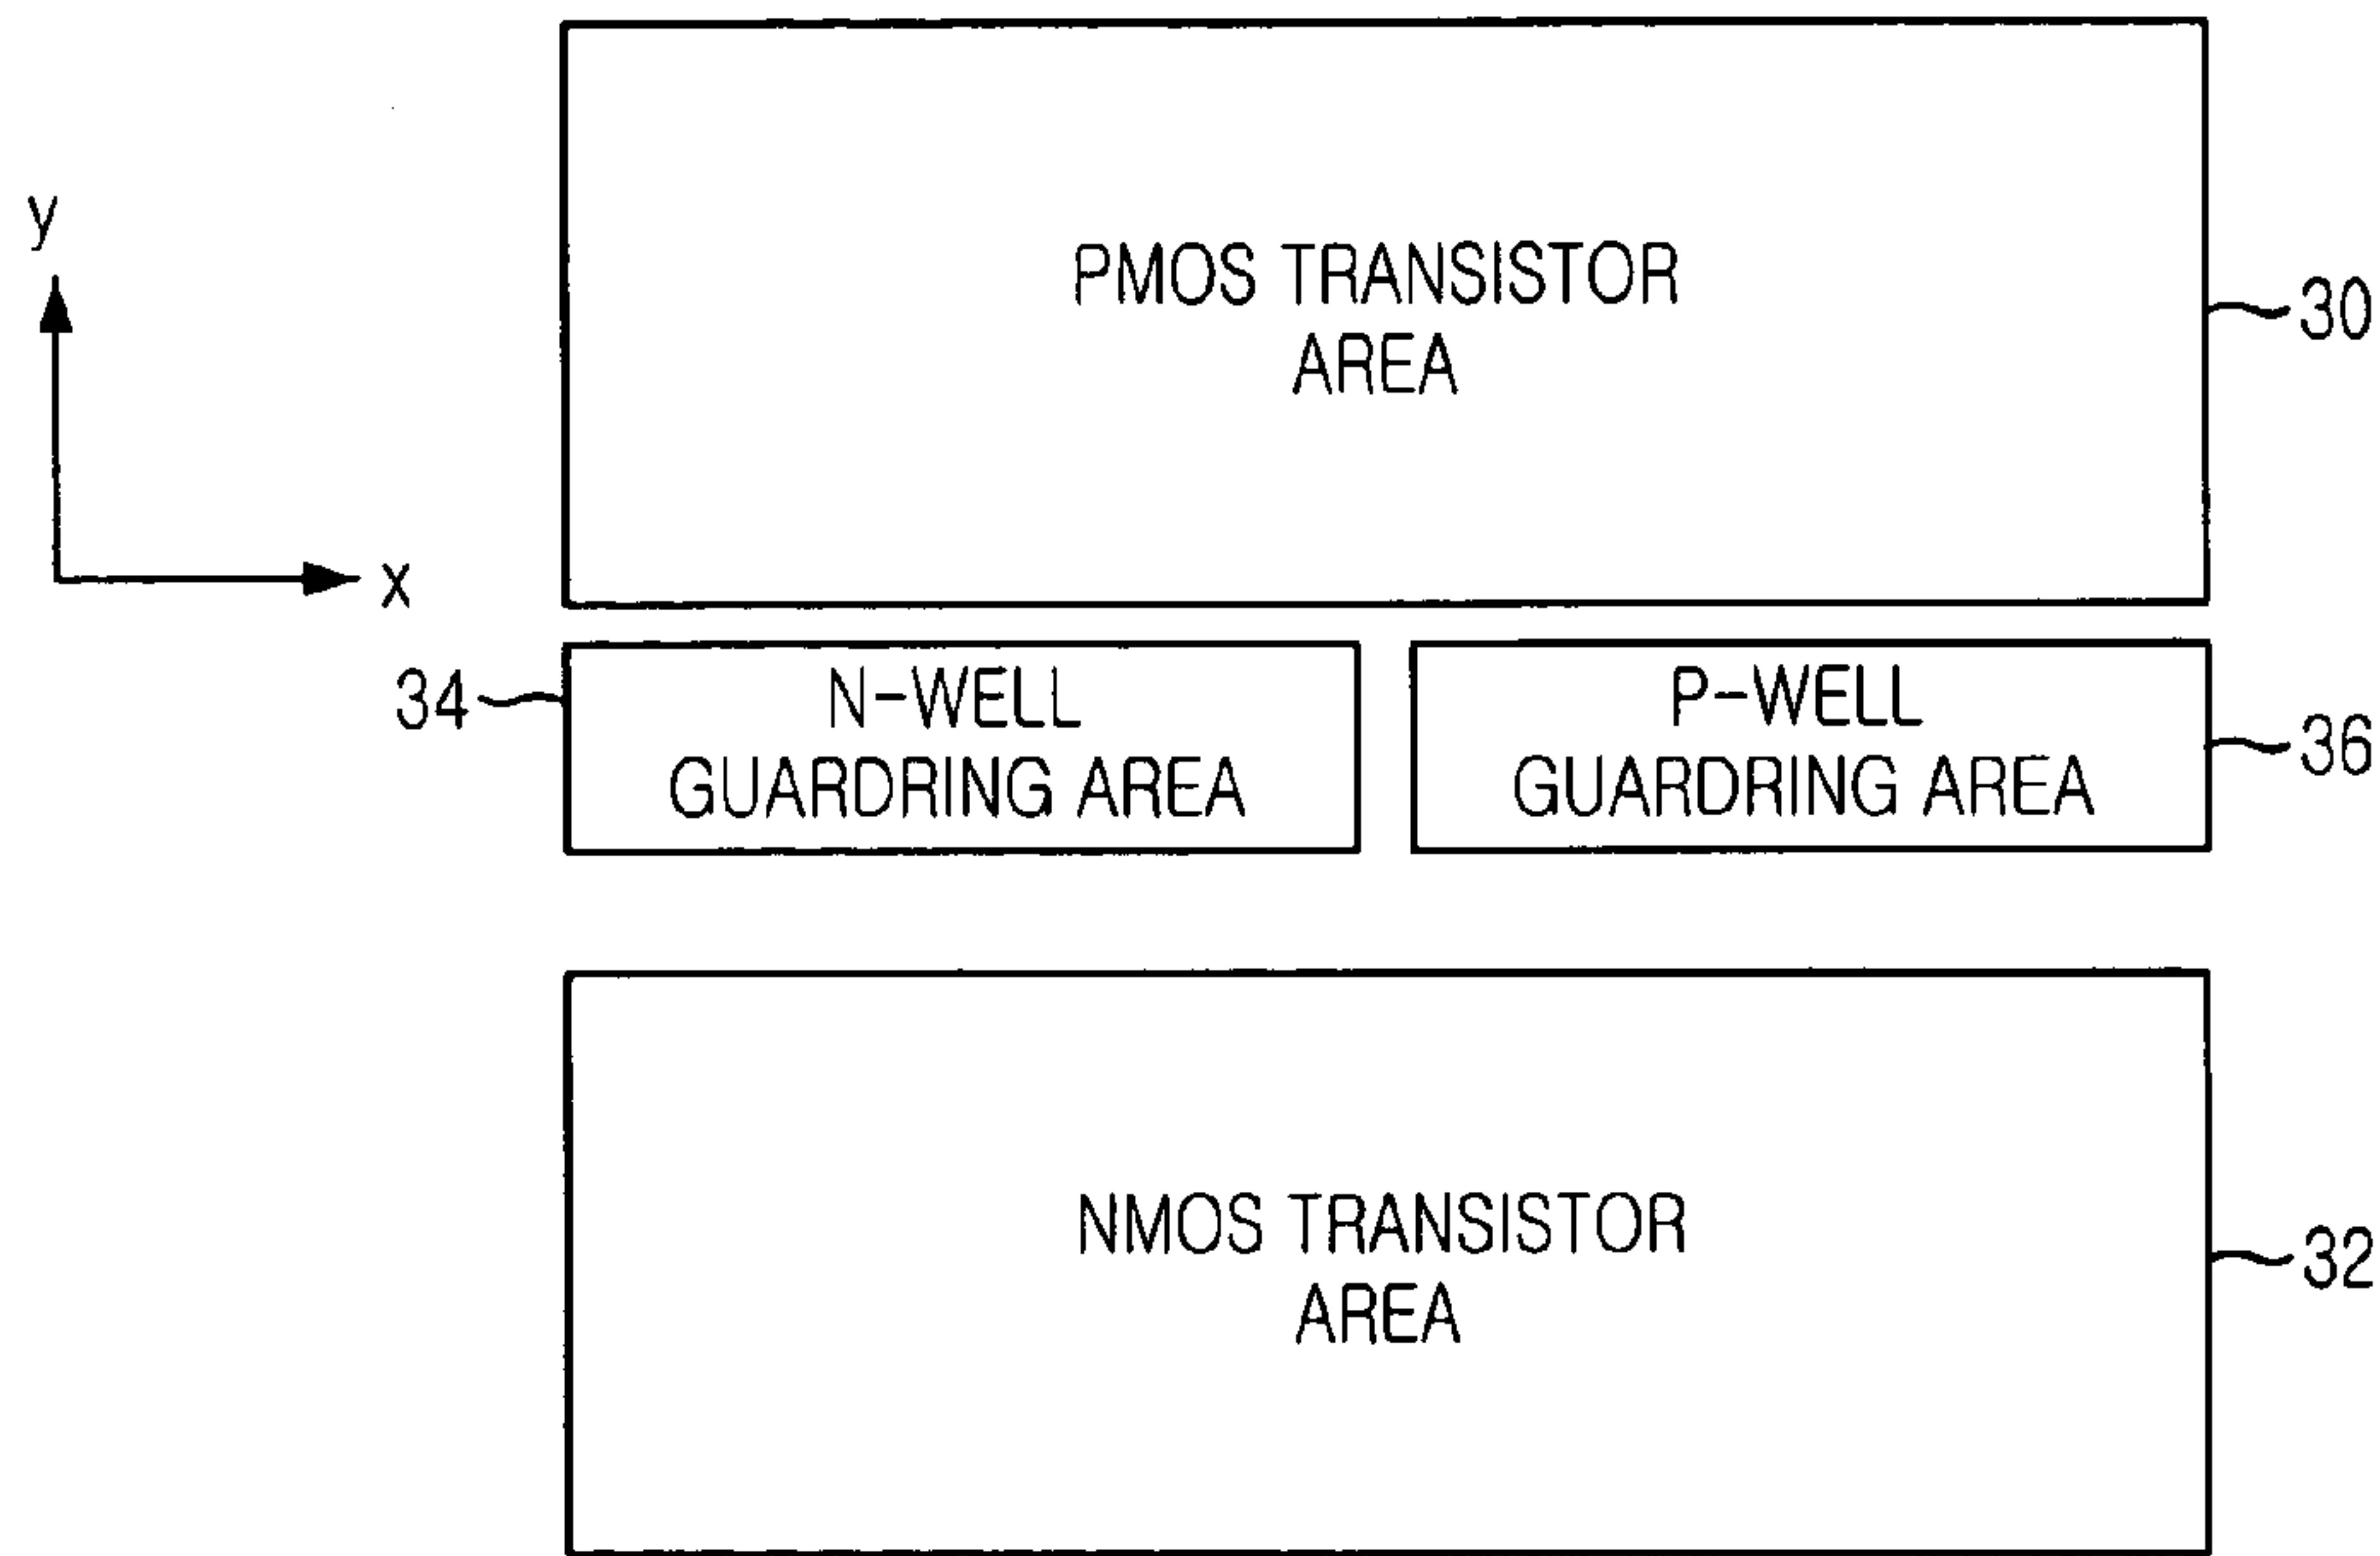 PMOS TRANSISTOR
AREA
30
y
x
34
N-WELL
GUARDRING AREA
P-WELL
GUARDRING AREA
36
NMOS TRANSISTOR
AREA
32